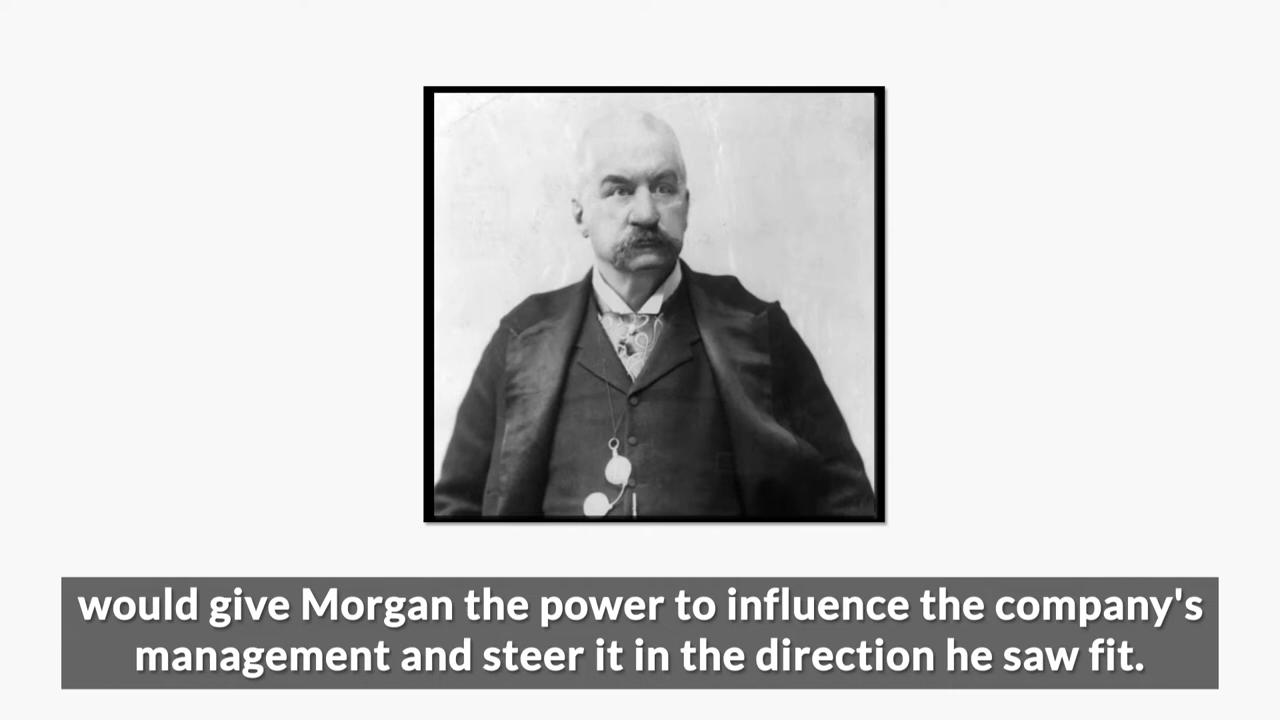 would give Morgan the power to influence the company's
management and steer it in the direction he saw fit.